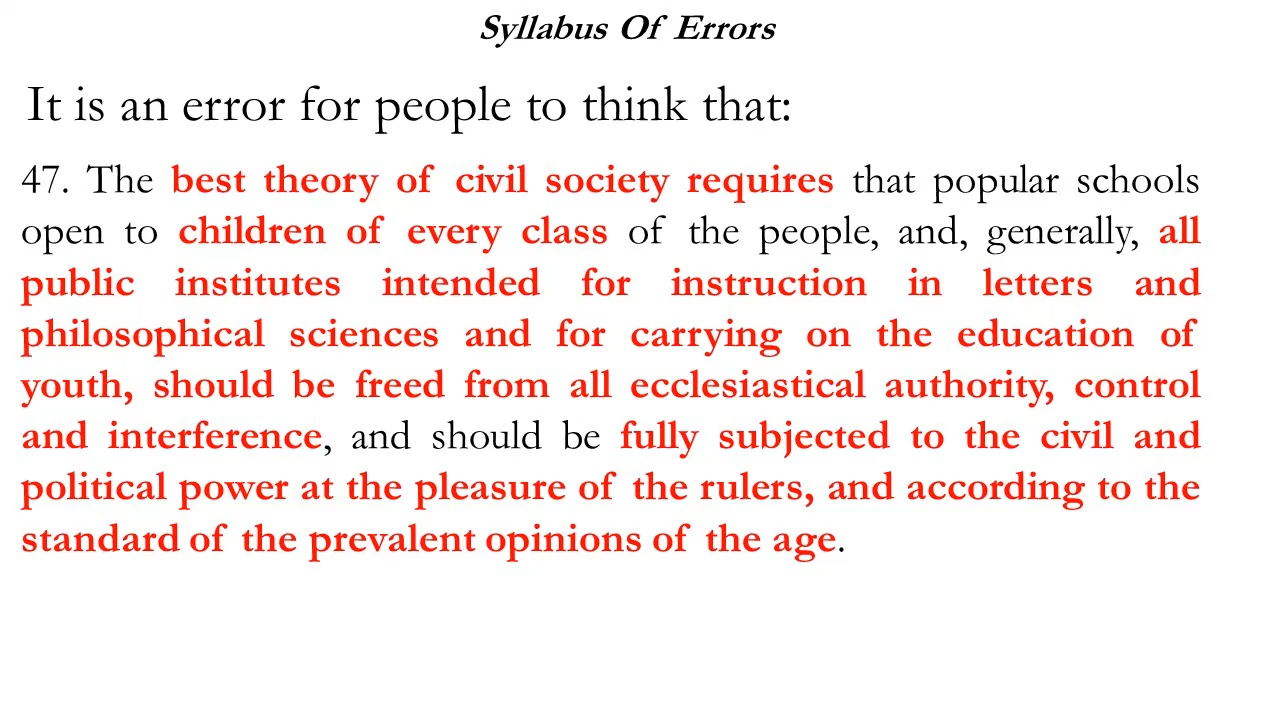 Syllabus Of Errors
It is an error for people to think that:
47. The best theory of civil society requires that popular schools
open to children of every class of the people, and, generally, all
public institutes intended for instruction in letters and
philosophical sciences and for carrying on the education of
youth, should be freed from all ecclesiastical authority, control
and interference, and should be fully subjected to the civil and
political power at the pleasure of the rulers, and according to the
standard of the prevalent opinions of the age.